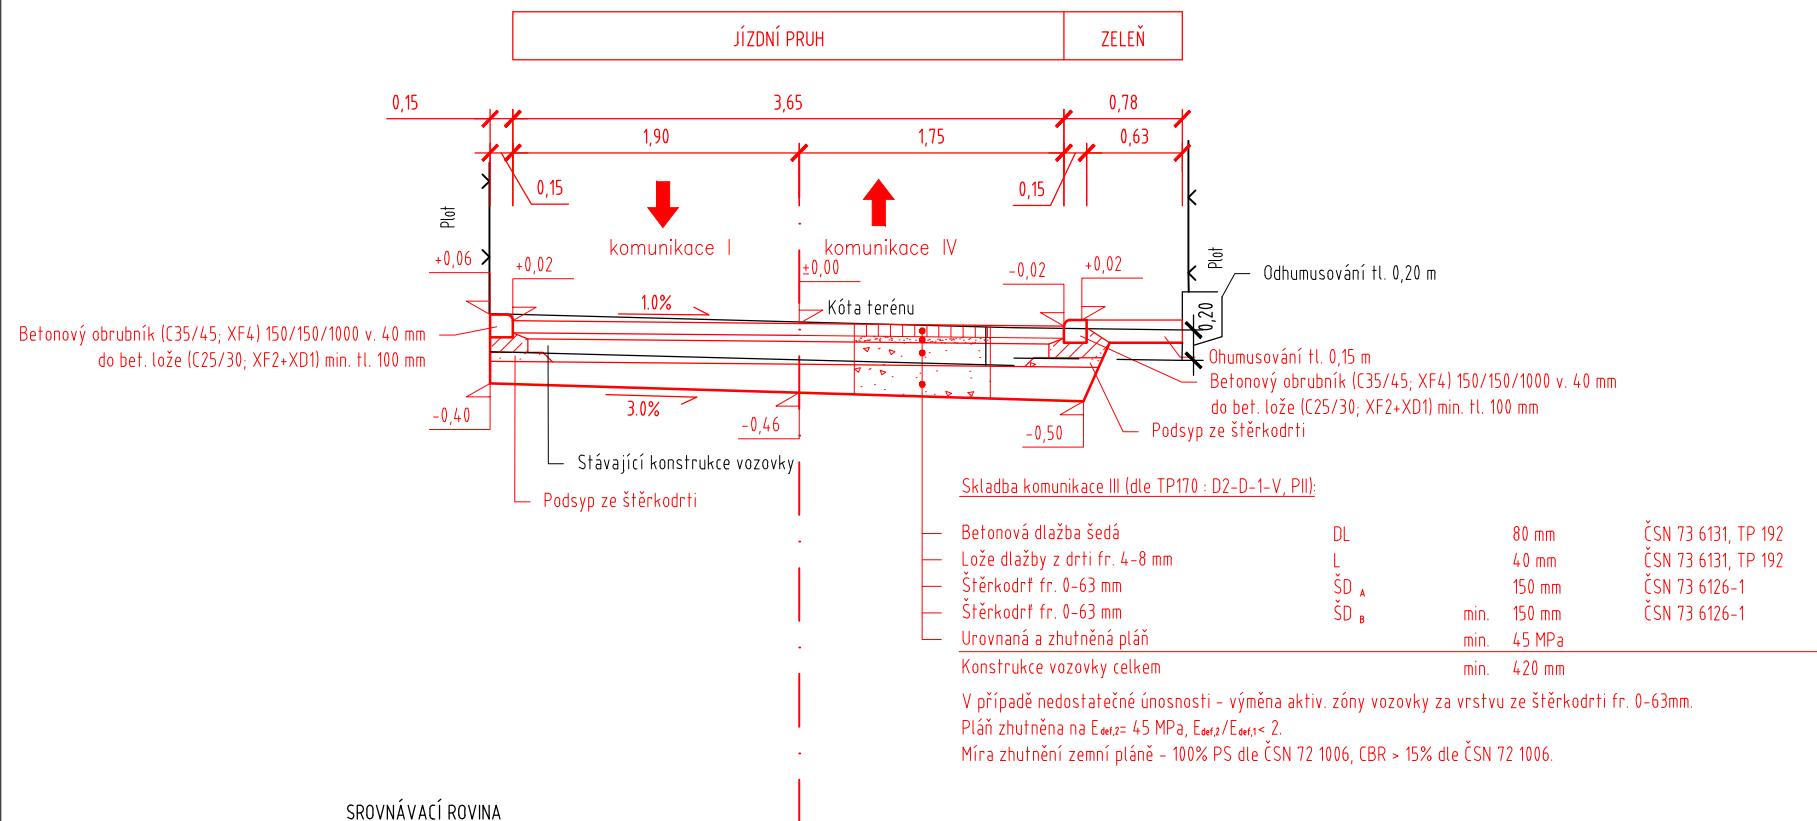 JÍZDNÍ PRUH ZELEŇ
0,15 3,65 0,78
1,90 1,75 0,63
0,15 0,15
Plot
komunikace I komunikace IV
Plot
+0,06 +0,02 ±0,00 -0,02 +0,02
Odhumusování tl. 0,20 m
1.0%
Kóta terénu
0,20
Betonový obrubník (C35/45; XF4) 150/150/1000 v. 40 mm
do bet. lože (C25/30; XF2+XD1) min. tl. 100 mm
Ohumusování tl. 0,15 m
Betonový obrubník (C35/45; XF4) 150/150/1000 v. 40 mm
do bet. lože (C25/30; XF2+XD1) min. tl. 100 mm
3.0%
-0,40 -0,46 -0,50
Podsyp ze štěrkodrti
Stávající konstrukce vozovky
Podsyp ze štěrkodrti
Skladba komunikace III (dle TP170 : D2-D-1-V, PII):
Betonová dlažba šedá DL 80 mm ČSN 73 6131, TP 192
Lože dlažby z drti fr. 4-8 mm L 40 mm ČSN 73 6131, TP 192
Štěrkodrť fr. 0-63 mm ŠD A 150 mm ČSN 73 6126-1
Štěrkodrť fr. 0-63 mm ŠD B min. 150 mm ČSN 73 6126-1
Urovnaná a zhutněná pláň min. 45 MPa
Konstrukce vozovky celkem min. 420 mm
V případě nedostatečné únosnosti - výměna aktiv. zóny vozovky za vrstvu ze štěrkodrti fr. 0-63mm.
Pláň zhutněna na Edef,2= 45 MPa, Edef,2/Edef,1< 2.
Míra zhutnění zemní pláně - 100% PS dle ČSN 72 1006, CBR > 15% dle ČSN 72 1006.
SROVNÁVACÍ ROVINA